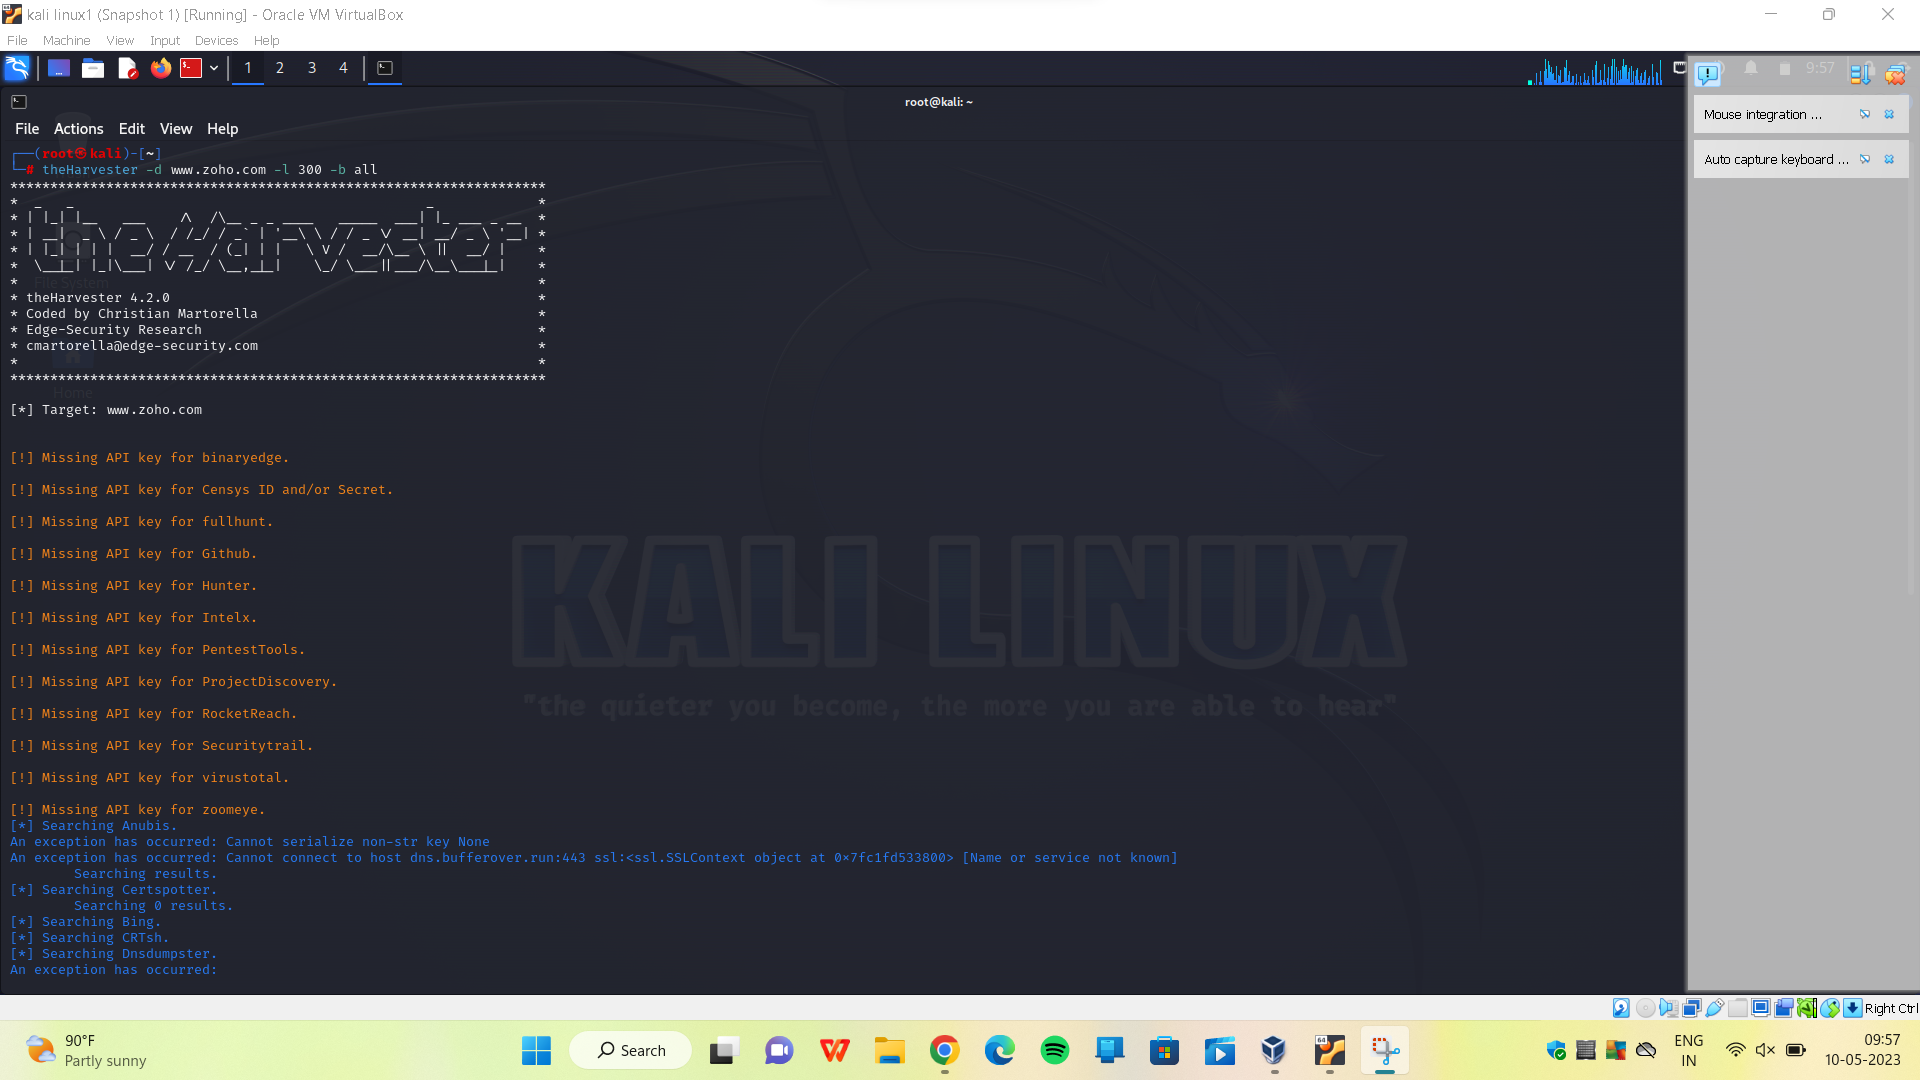 kali linux1 (Snapshot 1) [Running] - Oracle VM VirtualBox
File Machine View Input Devices Help
1 2 3 4
9:57
root@kali: ~
Mouse integration ...
Auto capture keyboard ...
File Actions Edit View Help
┌──(root㉿kali)-[~]
└─# theHarvester -d www.zoho.com -l 300 -b all
*******************************************************************
* theHarvester 4.2.0 *
* Coded by Christian Martorella *
* Edge-Security Research *
* cmartorella@edge-security.com *
* *
*******************************************************************
File System
Home
[*] Target: www.zoho.com
[!] Missing API key for binaryedge.
[!] Missing API key for Censys ID and/or Secret.
[!] Missing API key for fullhunt.
[!] Missing API key for Github.
[!] Missing API key for Hunter.
[!] Missing API key for Intelx.
[!] Missing API key for PentestTools.
[!] Missing API key for ProjectDiscovery.
[!] Missing API key for RocketReach.
[!] Missing API key for Securitytrail.
[!] Missing API key for virustotal.
[!] Missing API key for zoomeye.
[*] Searching Anubis.
An exception has occurred: Cannot serialize non-str key None
An exception has occurred: Cannot connect to host dns.bufferover.run:443 ssl:<ssl.SSLContext object at 0×7fc1fd533800> [Name or service not known]
Searching results.
[*] Searching Certspotter.
Searching 0 results.
[*] Searching Bing.
[*] Searching CRTsh.
[*] Searching Dnsdumpster.
An exception has occurred:
KALI LINUX
"the quieter you become, the more you are able to hear"
Right Ctrl
90°F
Partly sunny
Search
ENG
IN
09:57
10-05-2023